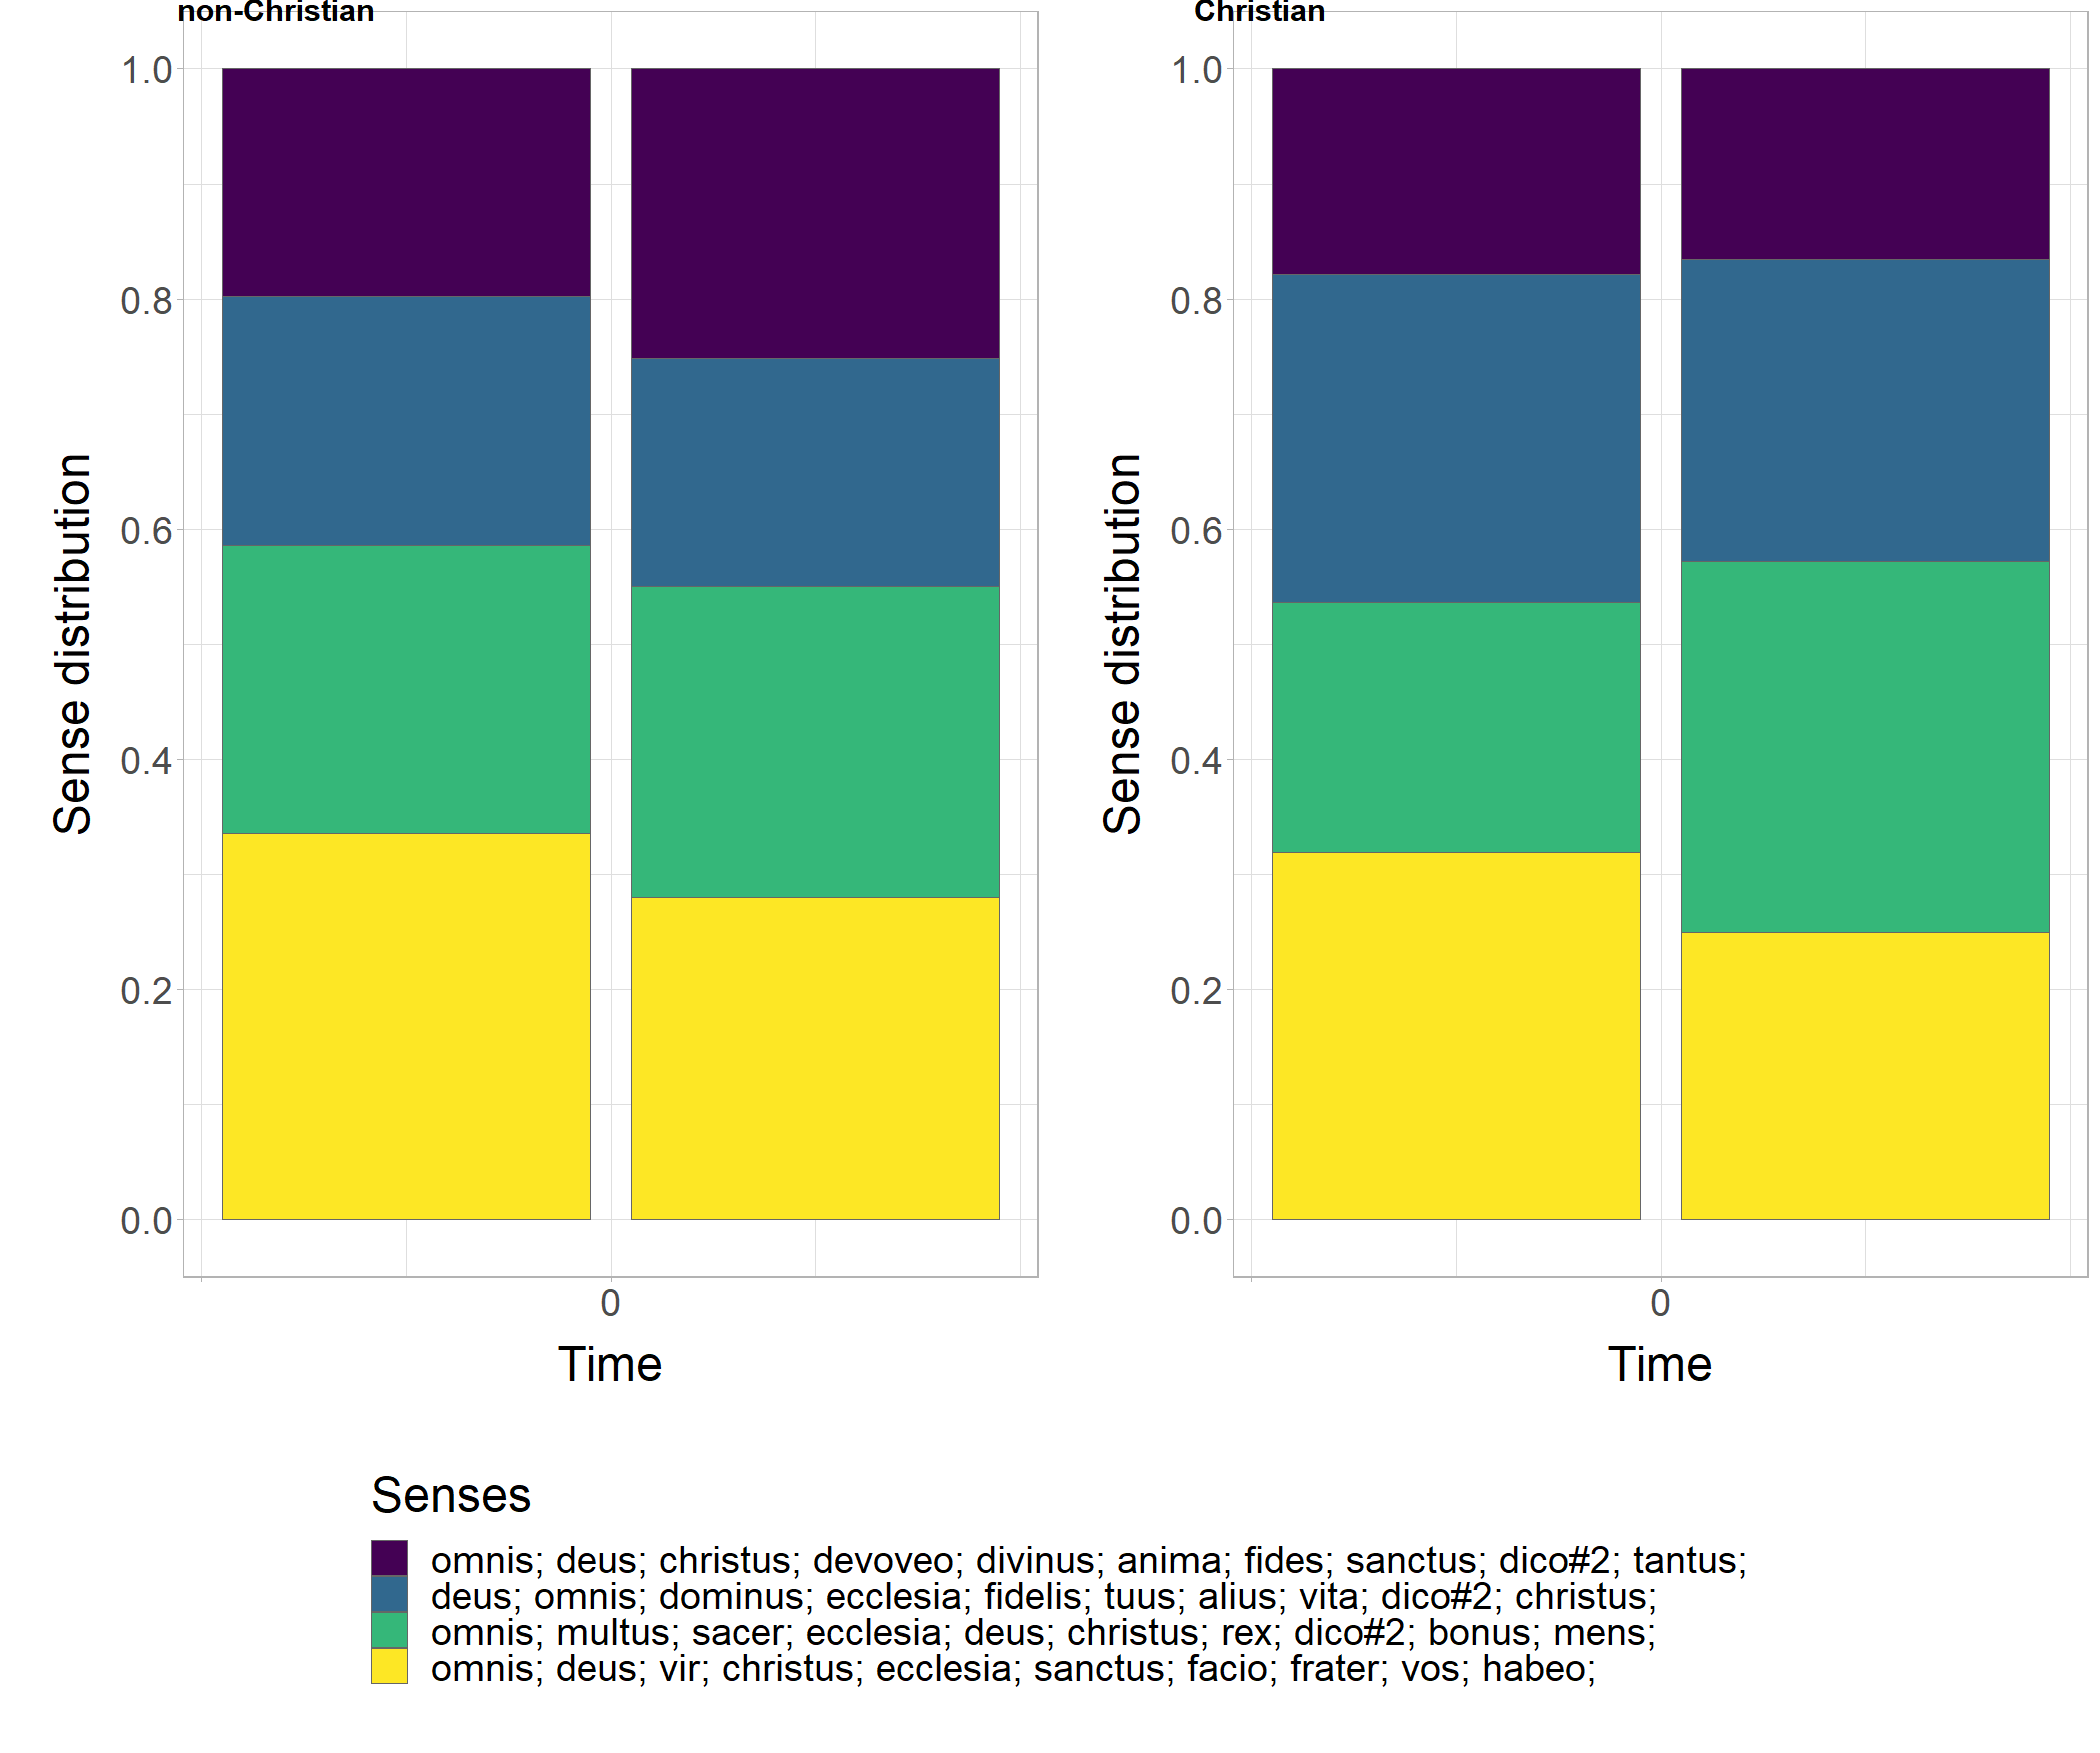 non-Christian
1.0
0.8
0.6
0.4
0.2
0.0
Sense distribution
0
Time
Christian
1.0
0.8
0.6
0.4
0.2
0.0
Sense distribution
0
Time
Senses
omnis; deus; christus; devoveo; divinus; anima; fides; sanctus; dico#2; tantus;
deus; omnis; dominus; ecclesia; fidelis; tuus; alius; vita; dico#2; christus;
omnis; multus; sacer; ecclesia; deus; christus; rex; dico#2; bonus; mens;
omnis; deus; vir; christus; ecclesia; sanctus; facio; frater; vos; habeo;